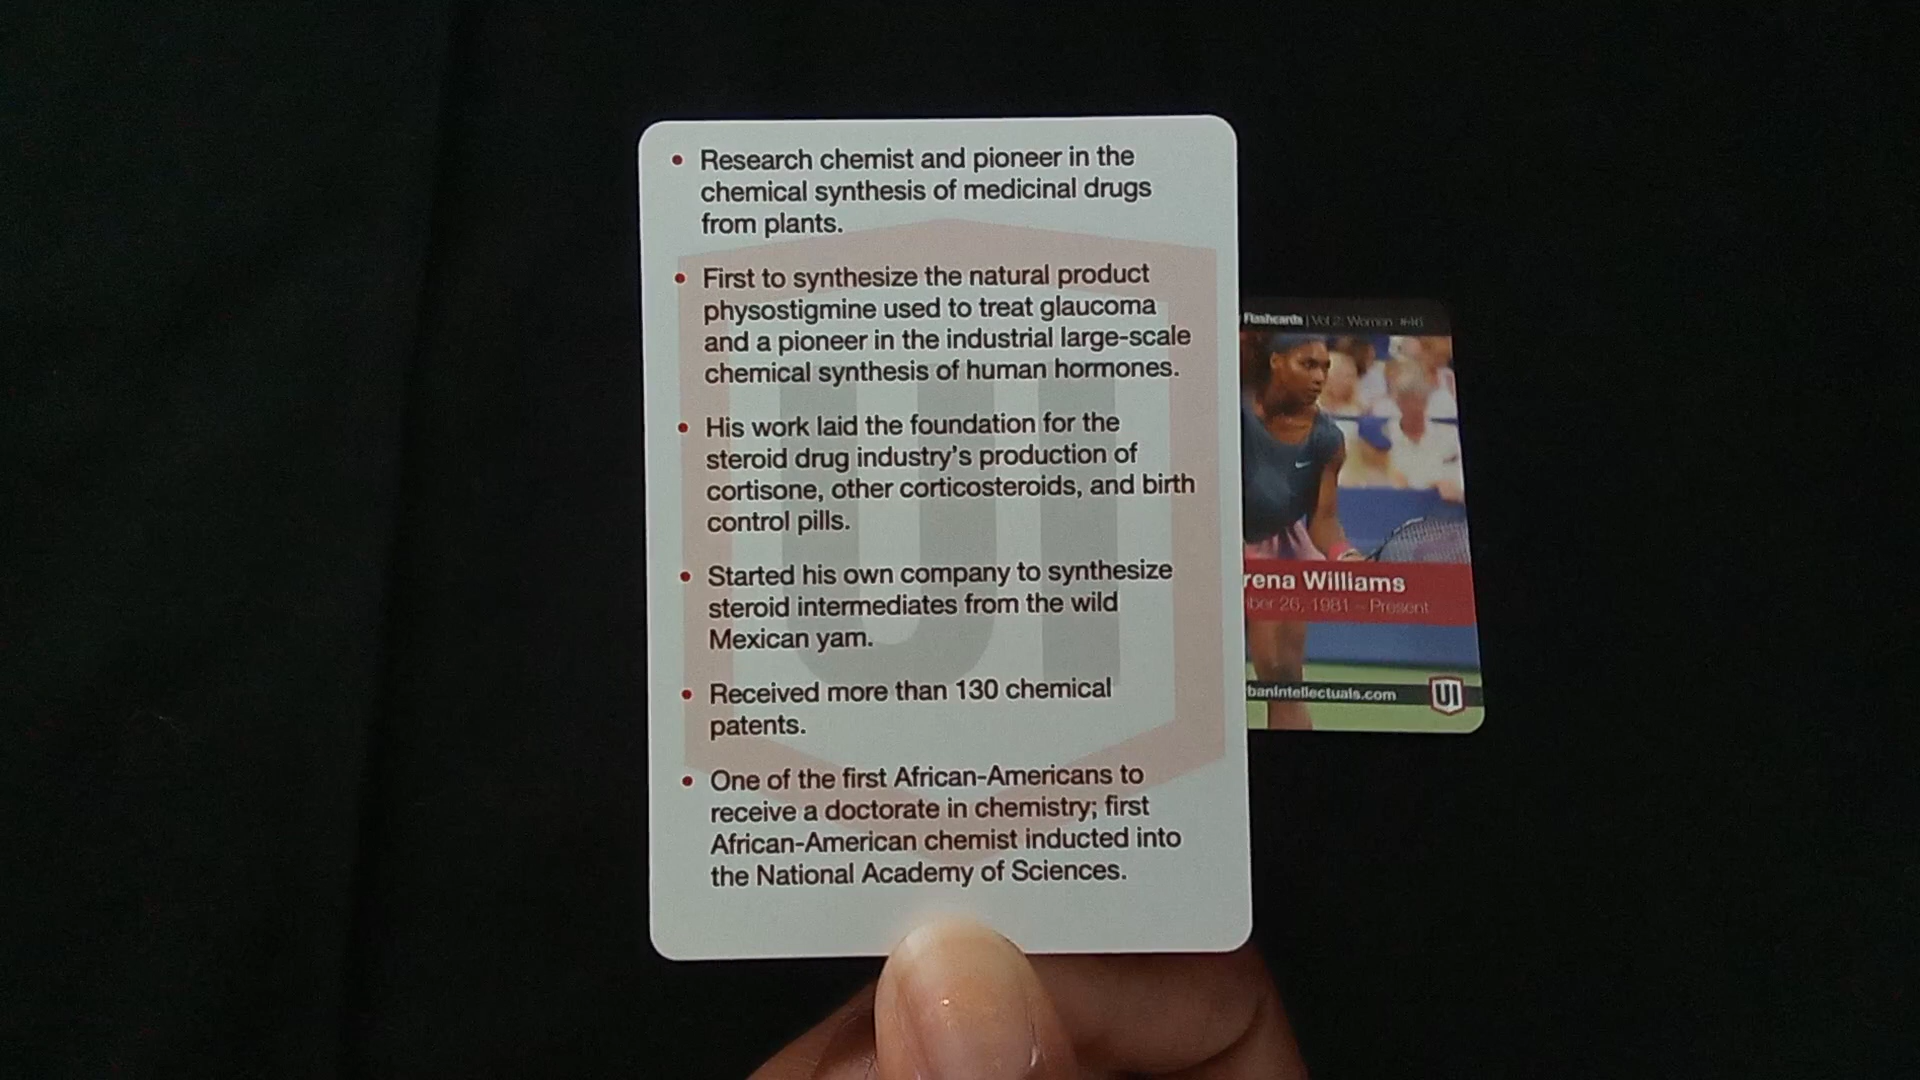 • Research chemist and pioneer in the
chemical synthesis of medicinal drugs
from plants.
• First to synthesize the natural product
physostigmine used to treat glaucoma
and a pioneer in the industrial large-scale
chemical synthesis of human hormones.
• His work laid the foundation for the
steroid drug industry's production of
cortisone, other corticosteroids, and birth
control pills.
• Started his own company to synthesize
steroid intermediates from the wild
Mexican yam.
• Received more than 130 chemical
patents.
• One of the first African-Americans to
receive a doctorate in chemistry; first
African-American chemist inducted into
the National Academy of Sciences.
UI
Flashcards | Vol 2: Women
rena Williams
ber 26, 1981 – Present
banIntellectuals.com
UI